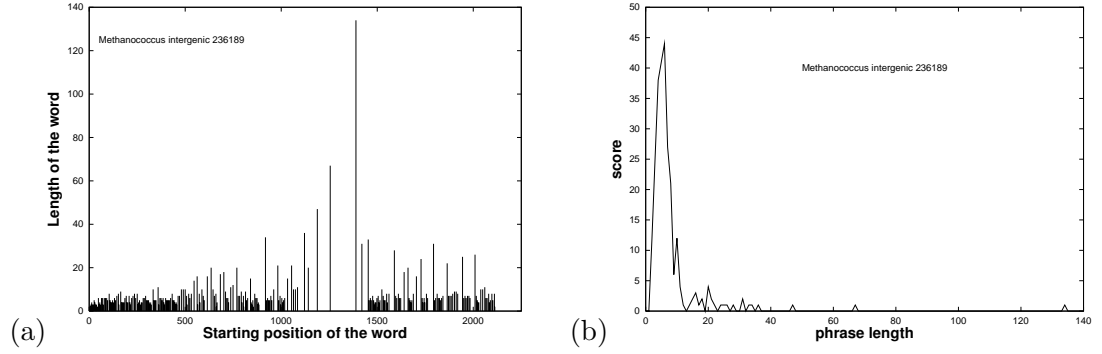 140
120
100
80
60
40
20
0
0 500 1000 1500 2000
Length of the word
Starting position of the word
Methanococcus intergenic 236189
(a)
50
45
40
35
30
25
20
15
10
5
0
0 20 40 60 80 100 120 140
score
phrase length
Methanococcus intergenic 236189
(b)